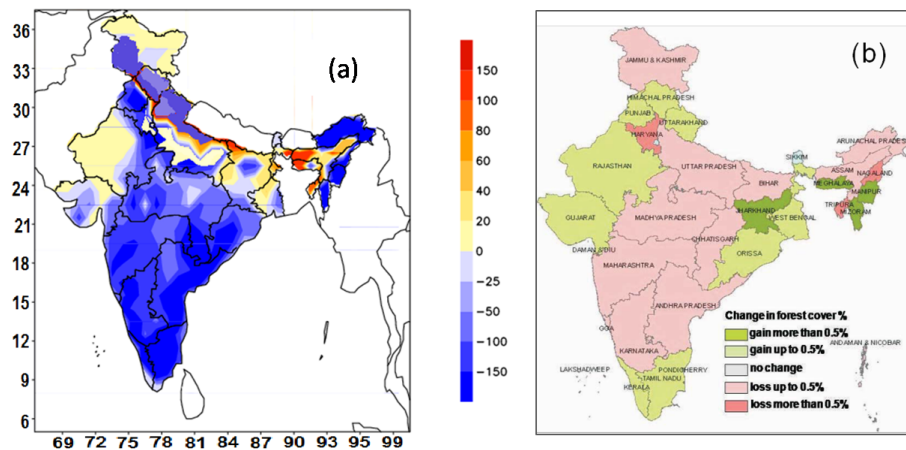 (a)
36
33
30
27
24
21
18
15
12
9
6
69 72 75 78 81 84 87 90 93 96 99
150
100
80
60
40
20
0
−25
−50
−100
−150
(b)
JAMMU & KASHMIR
HIMACHAL PRADESH
PUNJAB
UTTARAKHAND
HARYANA
ARUNACHAL PRADES
SIKKIM
RAJASTHAN
UTTAR PRADESH
ASSAM
NAGALAND
BIHAR
MEGHALAYA
MANIPUR
TRIPURA
MIZORAM
GUJARAT
MADHYA PRADESH
JHARKHAND
WEST BENGAL
CHHATISGARH
DAMAN & DIU
ORISSA
MAHARASHTRA
ANDHRA PRADESH
GOA
KARNATAKA
ANDAMAN & NICOBAR
LAKSHADWEEP
PONDICHERRY
TAMIL NADU
KERALA
Change in forest cover %
gain more than 0.5%
gain up to 0.5%
no change
loss up to 0.5%
loss more than 0.5%